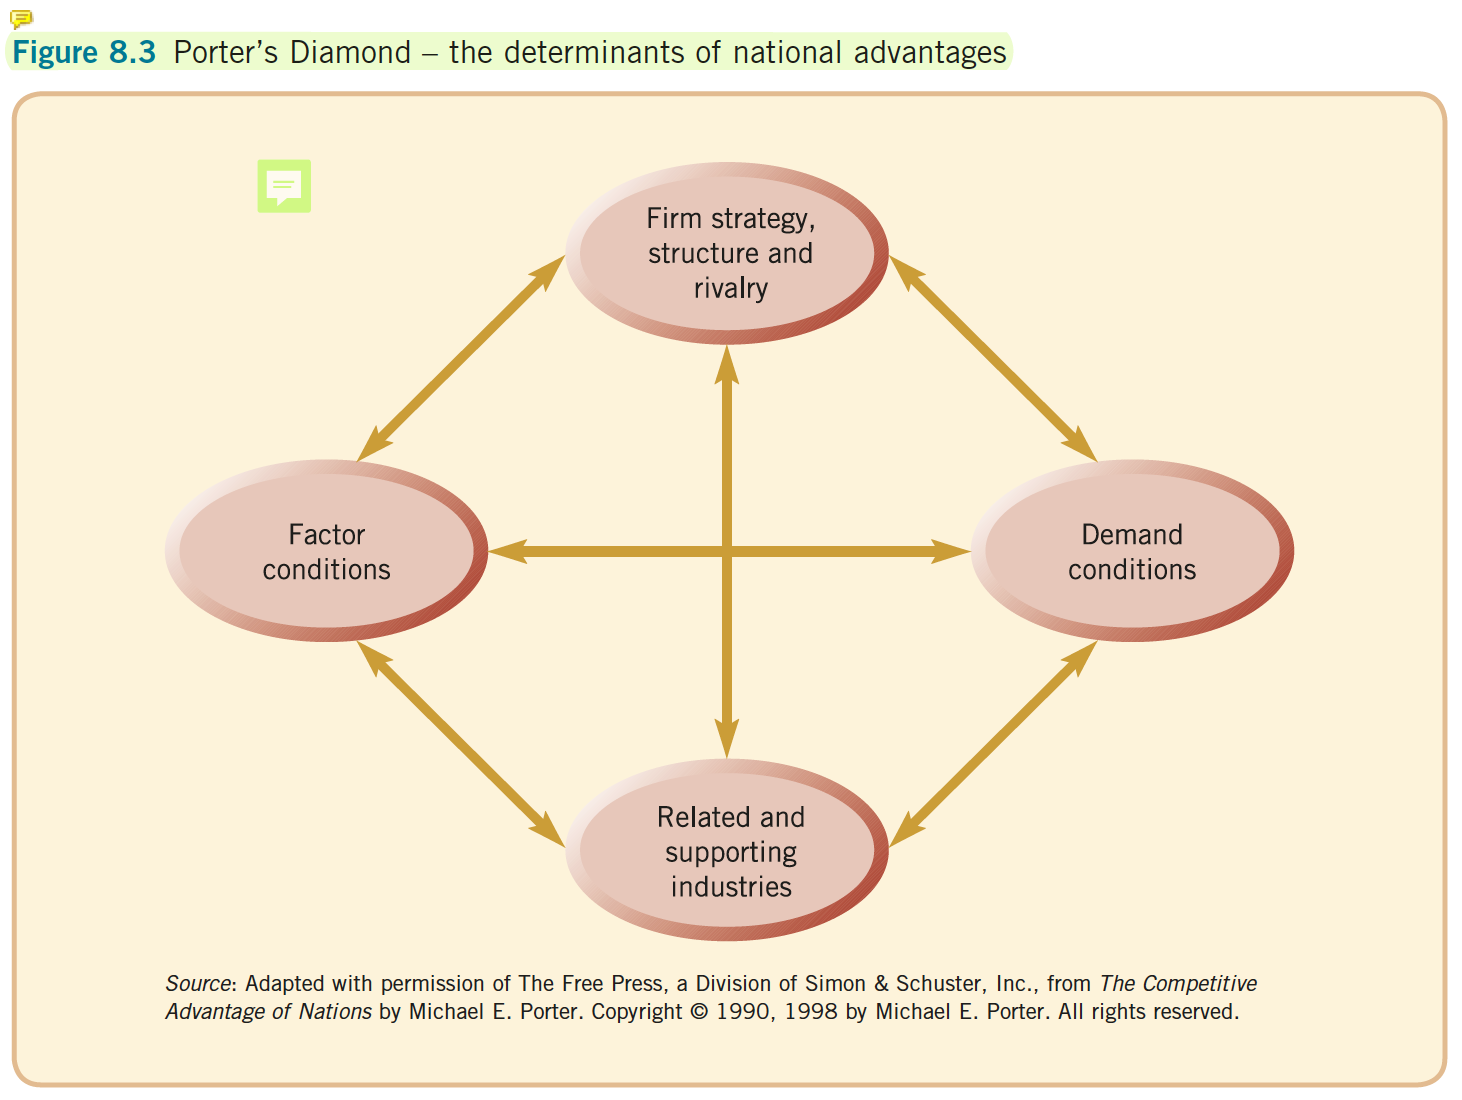 Figure 8.3 Porter’s Diamond – the determinants of national advantages
Firm strategy,
structure and
rivalry
Factor
conditions
Demand
conditions
Related and
supporting
industries
Source: Adapted with permission of The Free Press, a Division of Simon & Schuster, Inc., from The Competitive
Advantage of Nations by Michael E. Porter. Copyright © 1990, 1998 by Michael E. Porter. All rights reserved.